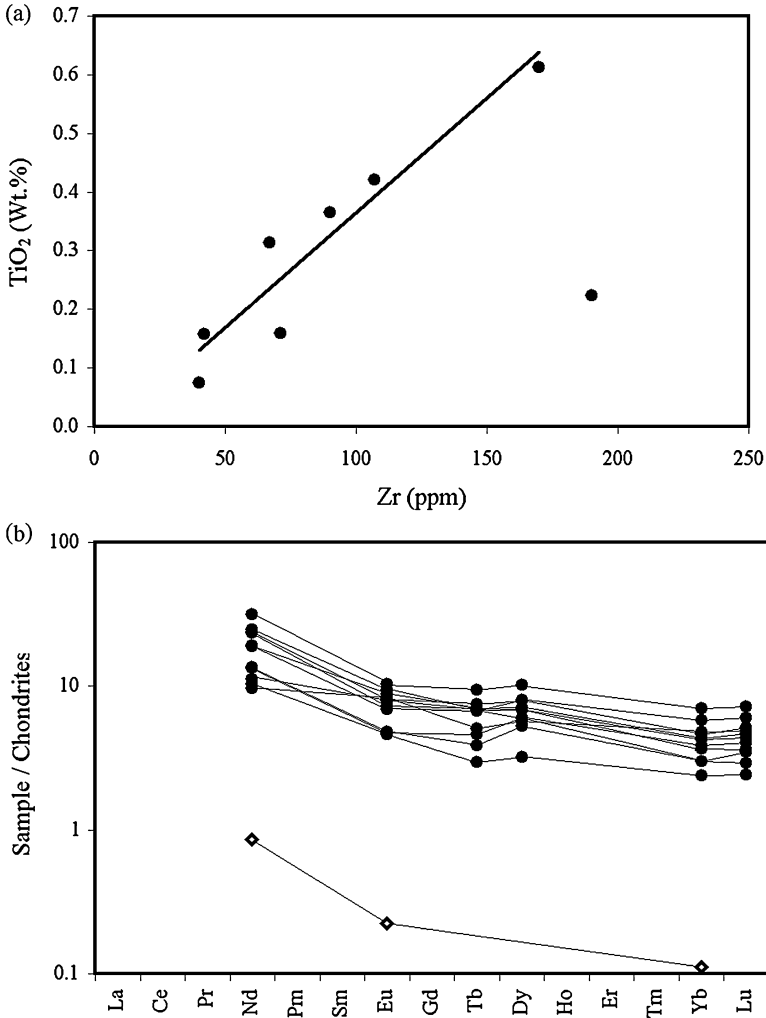 (a)
0.7
0.6
0.5
0.4
0.3
0.2
0.1
0.0
TiO₂ (Wt.%)
0 50 100 150 200 250
Zr (ppm)
(b)
100
10
1
0.1
Sample / Chondrites
La Ce Pr Nd Pm Sm Eu Gd Tb Dy Ho Er Tm Yb Lu